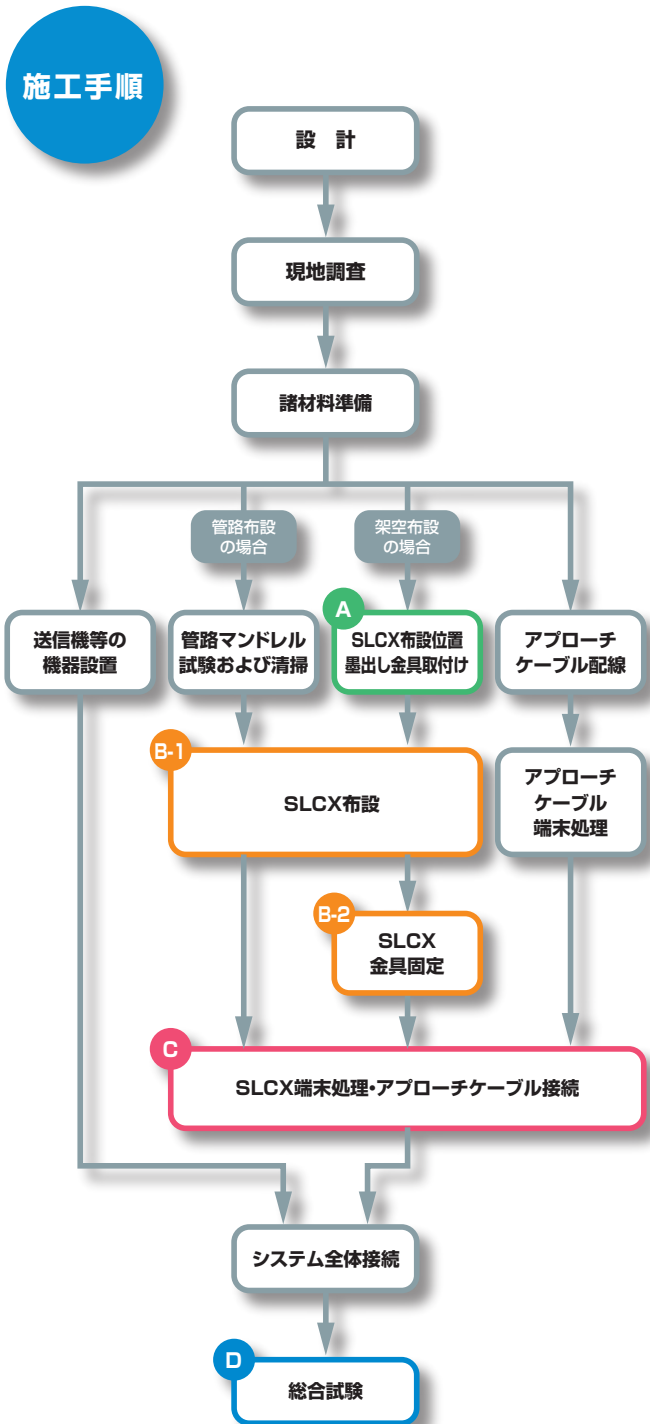 施工手順
設　計
現地調査
諸材料準備
管路布設
の場合
架空布設
の場合
送信機等の
機器設置
管路マンドレル
試験および清掃
A
SLCX布設位置
墨出し金具取付け
アプローチ
ケーブル配線
B-1
SLCX布設
アプローチ
ケーブル
端末処理
B-2
SLCX
金具固定
C
SLCX端末処理・アプローチケーブル接続
システム全体接続
D
総合試験